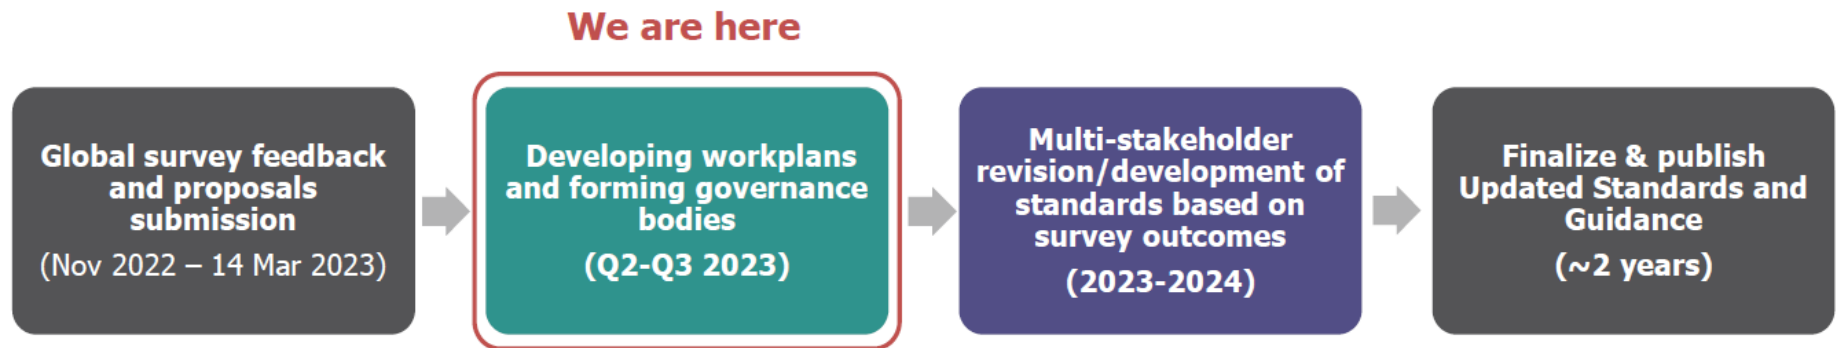 We are here
Global survey feedback
and proposals
submission
(Nov 2022 – 14 Mar 2023)
Developing workplans
and forming governance
bodies
(Q2-Q3 2023)
Multi-stakeholder
revision/development of
standards based on
survey outcomes
(2023-2024)
Finalize & publish
Updated Standards and
Guidance
(~2 years)